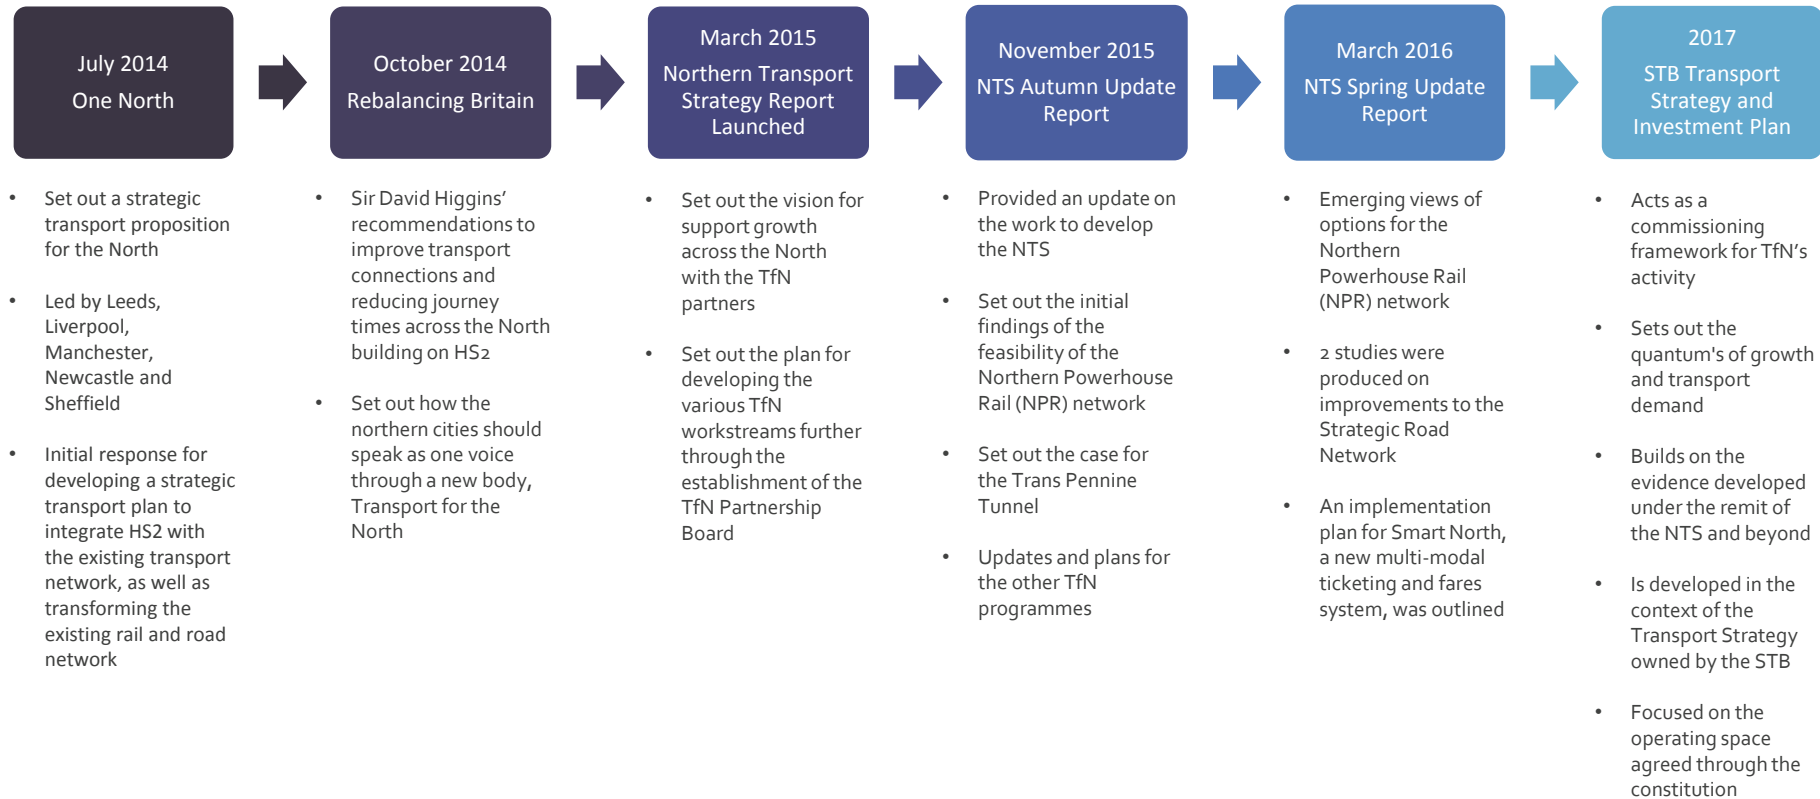 July 2014
One North
• Set out a strategic
transport proposition
for the North
• Led by Leeds,
Liverpool,
Manchester,
Newcastle and
Sheffield
• Initial response for
developing a strategic
transport plan to
integrate HS2 with
the existing transport
network, as well as
transforming the
existing rail and road
network
October 2014
Rebalancing Britain
• Sir David Higgins’
recommendations to
improve transport
connections and
reducing journey
times across the North
building on HS2
• Set out how the
northern cities should
speak as one voice
through a new body,
Transport for the
North
March 2015
Northern Transport
Strategy Report
Launched
• Set out the vision for
support growth
across the North
with the TfN
partners
• Set out the plan for
developing the
various TfN
workstreams further
through the
establishment of the
TfN Partnership
Board
November 2015
NTS Autumn Update
Report
• Provided an update on
the work to develop
the NTS
• Set out the initial
findings of the
feasibility of the
Northern Powerhouse
Rail (NPR) network
• Set out the case for
the Trans Pennine
Tunnel
• Updates and plans for
the other TfN
programmes
March 2016
NTS Spring Update
Report
• Emerging views of
options for the
Northern
Powerhouse Rail
(NPR) network
• 2 studies were
produced on
improvements to the
Strategic Road
Network
• An implementation
plan for Smart North,
a new multi-modal
ticketing and fares
system, was outlined
2017
STB Transport
Strategy and
Investment Plan
• Acts as a
commissioning
framework for TfN’s
activity
• Sets out the
quantum's of growth
and transport
demand
• Builds on the
evidence developed
under the remit of
the NTS and beyond
• Is developed in the
context of the
Transport Strategy
owned by the STB
• Focused on the
operating space
agreed through the
constitution